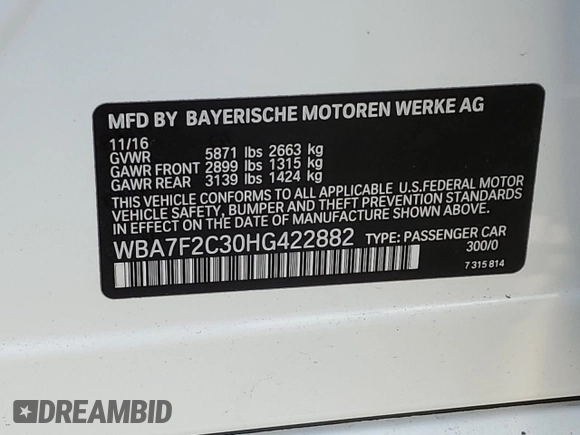 MFD BY BAYERISCHE MOTOREN WERKE AG
11/16
GVWR 5871 lbs 2663 kg
GAWR FRONT 2899 lbs 1315 kg
GAWR REAR 3139 lbs 1424 kg
THIS VEHICLE CONFORMS TO ALL APPLICABLE U.S.FEDERAL MOTOR
VEHICLE SAFETY, BUMPER AND THEFT PREVENTION STANDARDS
IN EFFECT ON THE DATE OF MANUFACTURE SHOWN ABOVE.
WBA7F2C30HG422882 TYPE: PASSENGER CAR
300/0
7 315 814
DREAMBID